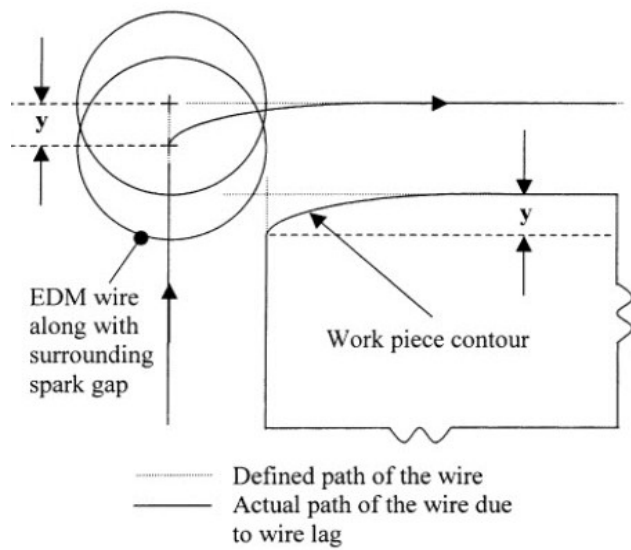 y
y
EDM wire
along with
surrounding
spark gap
Work piece contour
Defined path of the wire
Actual path of the wire due
to wire lag